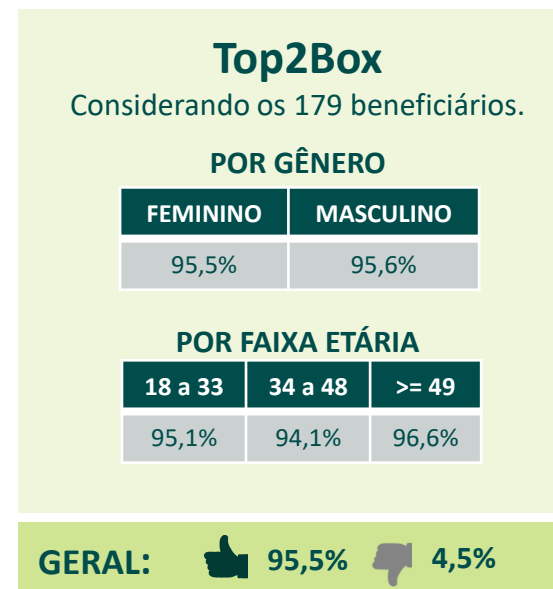 Top2Box
Considerando os 179 beneficiários.
POR GÊNERO
FEMININO MASCULINO
95,5% 95,6%
POR FAIXA ETÁRIA
18 a 33 34 a 48 >= 49
95,1% 94,1% 96,6%
GERAL: 95,5% 4,5%